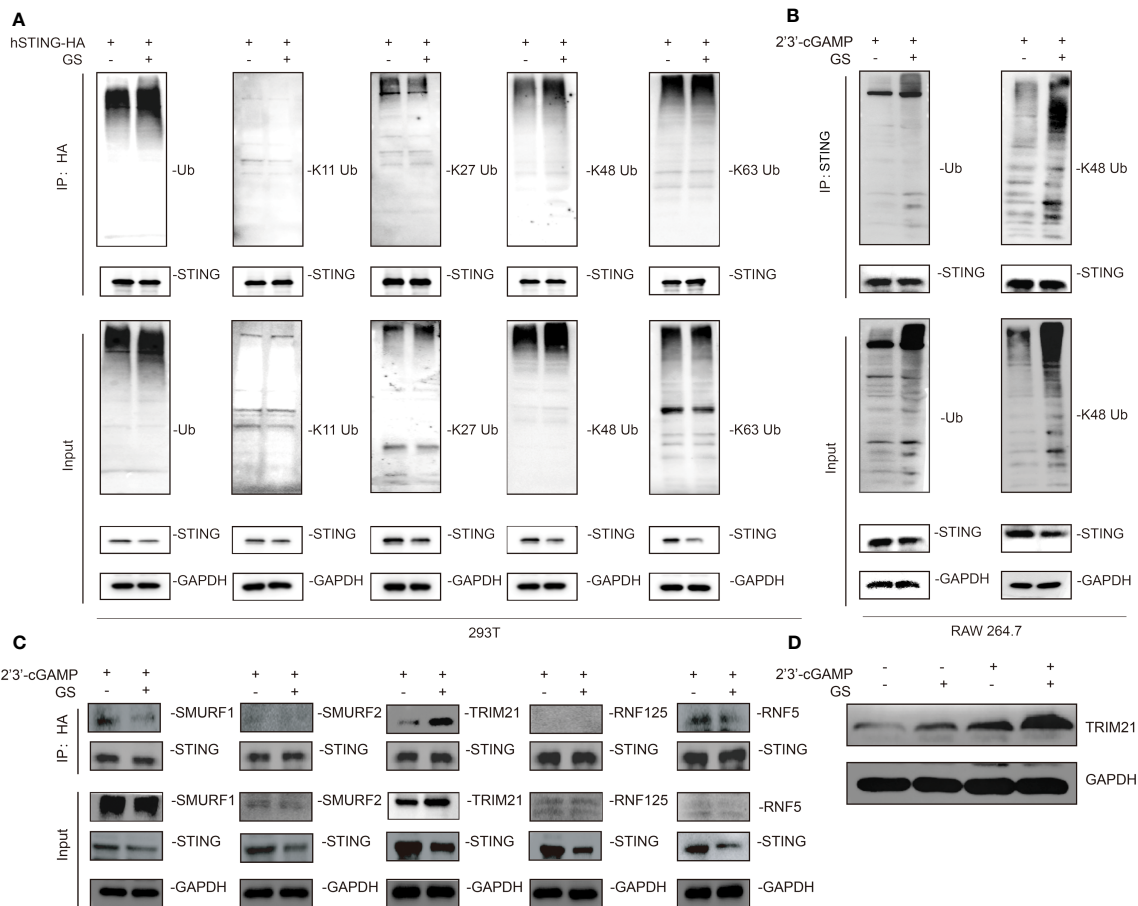 A
hSTING-HA + + + + + + + + + +
GS - + - + - + - + - +
IP: HA
-Ub -K11 Ub -K27 Ub -K48 Ub -K63 Ub
-STING -STING -STING -STING -STING
Input
-Ub -K11 Ub -K27 Ub -K48 Ub -K63 Ub
-STING -STING -STING -STING -STING
-GAPDH -GAPDH -GAPDH -GAPDH -GAPDH
293T
B
2'3'-cGAMP + + + +
GS - + - +
IP: STING
-Ub -K48 Ub
-STING -STING
Input
-Ub -K48 Ub
-STING -STING
-GAPDH -GAPDH
RAW 264.7
C
2'3'-cGAMP + + + + + + + + + +
GS - + - + - + - + - +
IP: HA
-SMURF1 -SMURF2 -TRIM21 -RNF125 -RNF5
-STING -STING -STING -STING -STING
Input
-SMURF1 -SMURF2 -TRIM21 -RNF125 -RNF5
-STING -STING -STING -STING -STING
-GAPDH -GAPDH -GAPDH -GAPDH -GAPDH
D
2'3'-cGAMP - - + +
GS - + - +
TRIM21
GAPDH